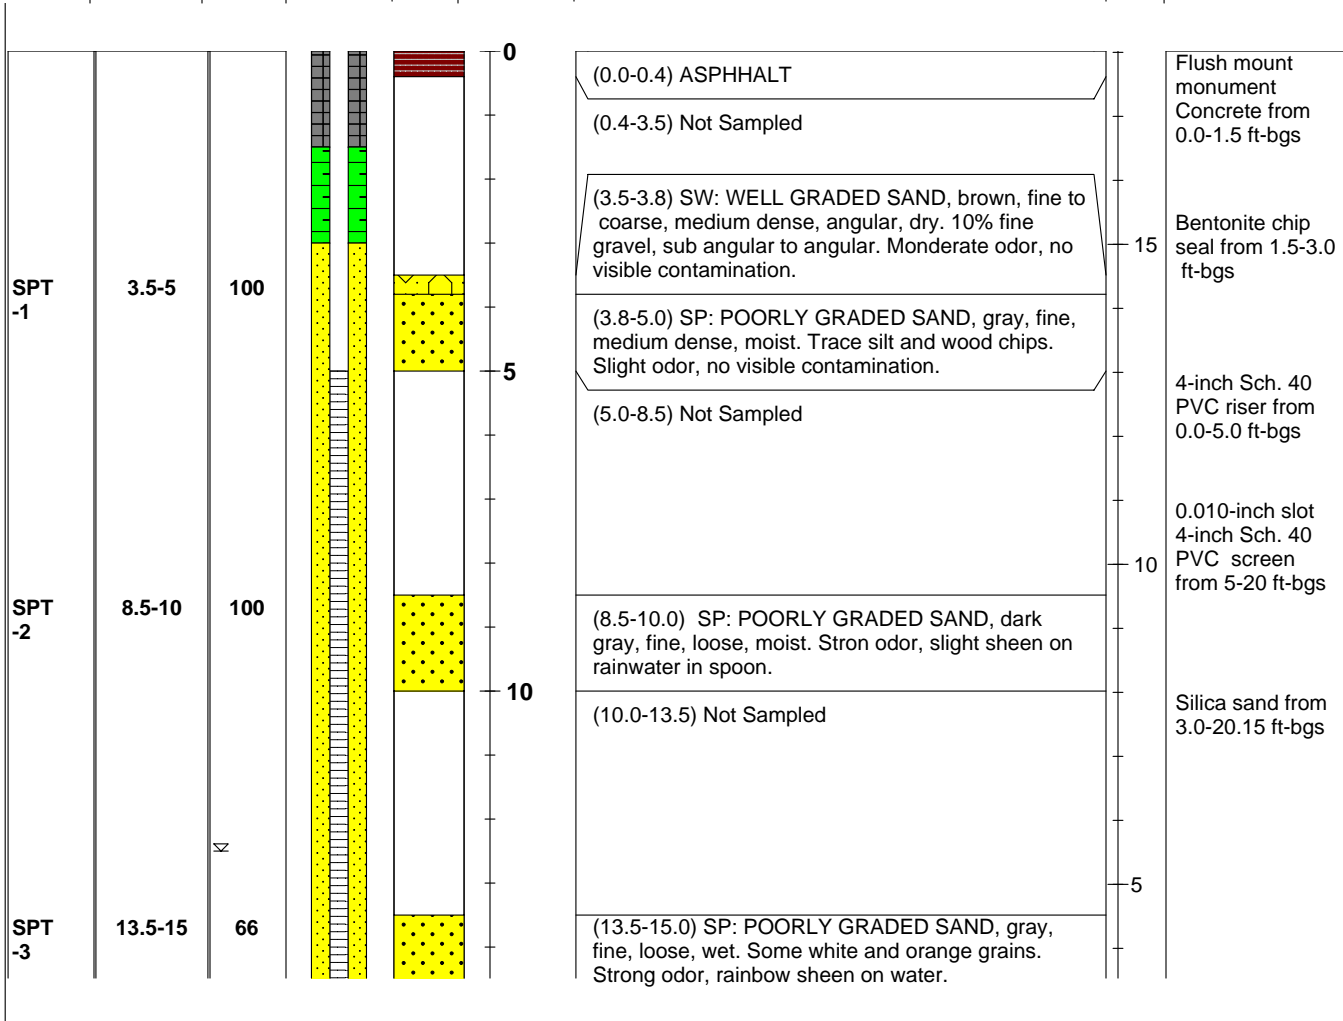 0
(0.0-0.4) ASPHHALT
(0.4-3.5) Not Sampled
Flush mount
monument
Concrete from
0.0-1.5 ft-bgs
(3.5-3.8) SW: WELL GRADED SAND, brown, fine to
coarse, medium dense, angular, dry. 10% fine
gravel, sub angular to angular. Monderate odor, no
visible contamination.
15
Bentonite chip
seal from 1.5-3.0
ft-bgs
SPT
-1
3.5-5
100
(3.8-5.0) SP: POORLY GRADED SAND, gray, fine,
medium dense, moist. Trace silt and wood chips.
Slight odor, no visible contamination.
5
(5.0-8.5) Not Sampled
4-inch Sch. 40
PVC riser from
0.0-5.0 ft-bgs
0.010-inch slot
4-inch Sch. 40
PVC screen
from 5-20 ft-bgs
10
SPT
-2
8.5-10
100
(8.5-10.0) SP: POORLY GRADED SAND, dark
gray, fine, loose, moist. Stron odor, slight sheen on
rainwater in spoon.
10
(10.0-13.5) Not Sampled
Silica sand from
3.0-20.15 ft-bgs
5
SPT
-3
13.5-15
66
(13.5-15.0) SP: POORLY GRADED SAND, gray,
fine, loose, wet. Some white and orange grains.
Strong odor, rainbow sheen on water.